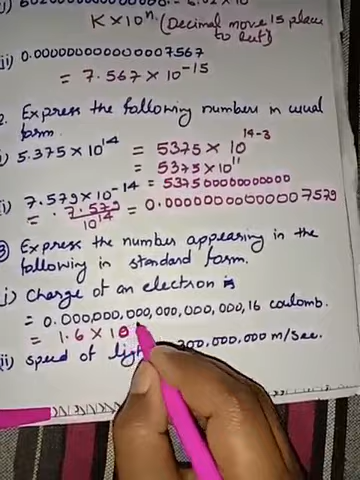 K × 10ⁿ. (Decimal move 15 place
to left)
ii) 0.0000000000000007567
= 7.567 × 10⁻¹⁵
2. Express the following numbers in usual
form.
i) 5.375 × 10¹⁴ = 5375 × 10¹⁴⁻³
= 5375 × 10¹¹
= 537500000000000
i) 7.579 × 10⁻¹⁴
= 7.579/10¹⁴ = 0.00000000000007579
③ Express the number appearing in the
following in standard form.
i) Charge of an electron is
= 0.000,000,000,000,000,000,16 coulomb.
= 1.6 × 10
ii) speed of 300,000,000 m/sec.